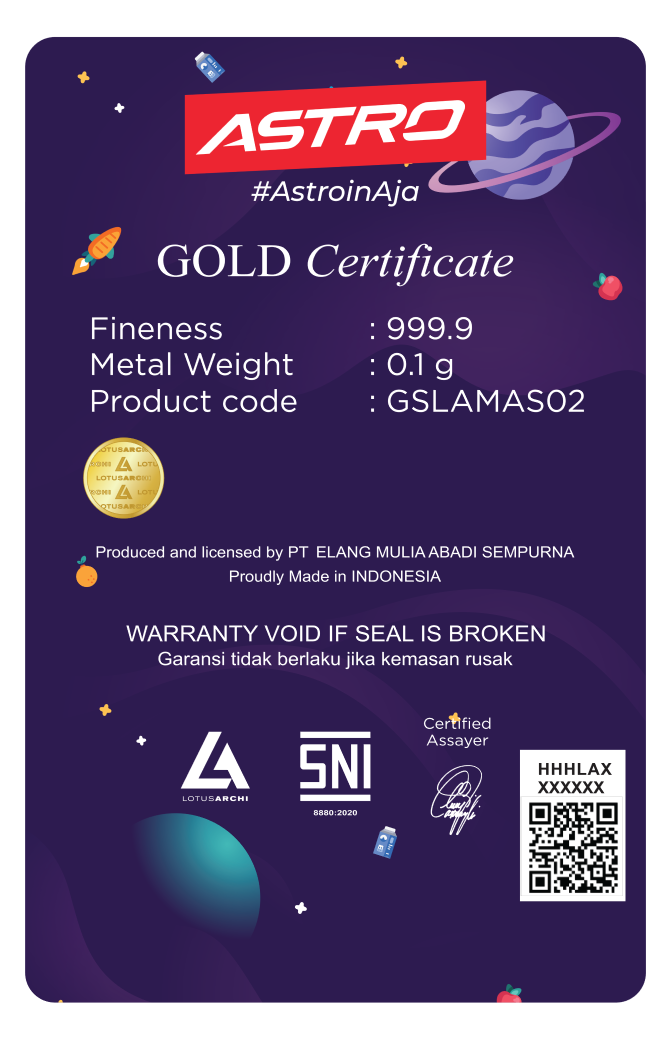 ASTRO
#AstroinAja
GOLD Certificate
Fineness : 999.9
Metal Weight : 0.1 g
Product code : GSLAMAS02
LOTUSARCHI
Produced and licensed by PT ELANG MULIA ABADI SEMPURNA
Proudly Made in INDONESIA
WARRANTY VOID IF SEAL IS BROKEN
Garansi tidak berlaku jika kemasan rusak
Certified
Assayer
LOTUSARCHI
SNI
8880:2020
HHHLAX
XXXXXX